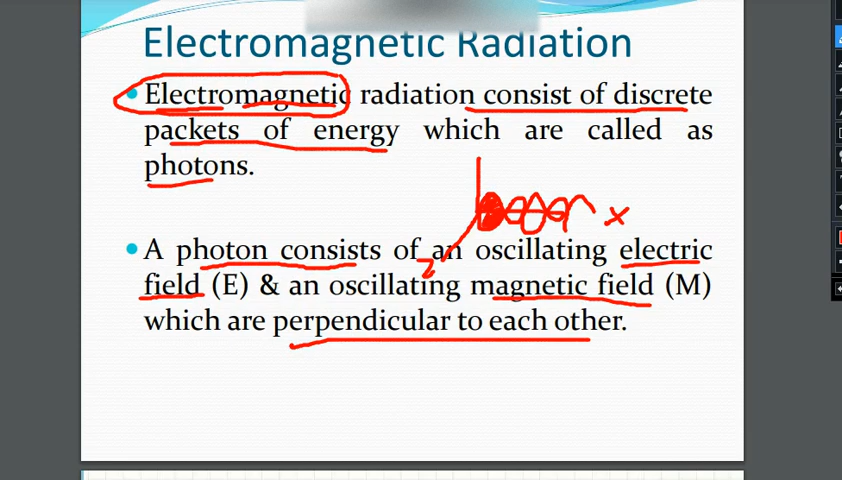 Electromagnetic Radiation
Electromagnetic radiation consist of discrete
packets of energy which are called as
photons.
x
A photon consists of an oscillating electric
z
field (E) & an oscillating magnetic field (M)
which are perpendicular to each other.